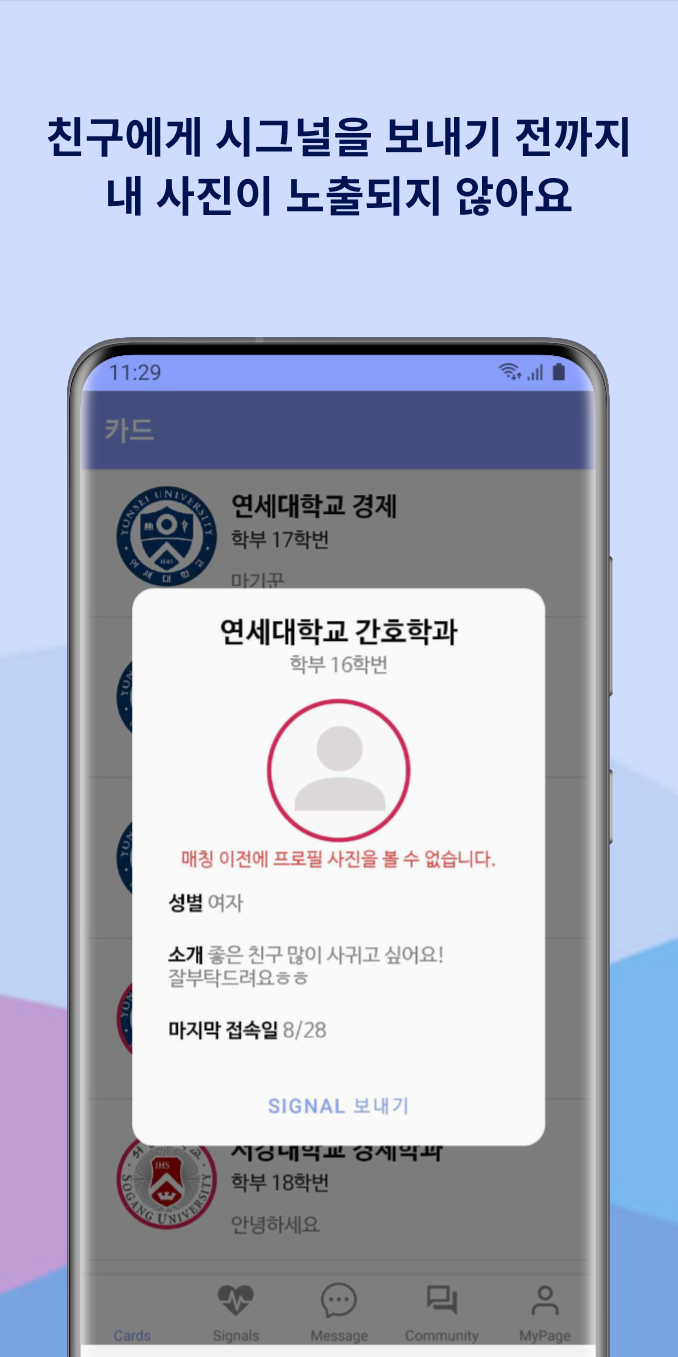 친구에게 시그널을 보내기 전까지
내 사진이 노출되지 않아요
11:29
카드
YONSEI UNIVERSITY
1885
연세대학교
연세대학교 경제
학부 17학번
마기꾼
연세대학교 간호학과
학부 16학번
매칭 이전에 프로필 사진을 볼 수 없습니다.
성별 여자
소개 좋은 친구 많이 사귀고 싶어요!
잘부탁드려요ㅎㅎ
마지막 접속일 8/28
SIGNAL 보내기
IHS
SOGANG UNIVERSITY
서강대학교 경제학과
학부 18학번
안녕하세요
Cards
Signals
Message
Community
MyPage